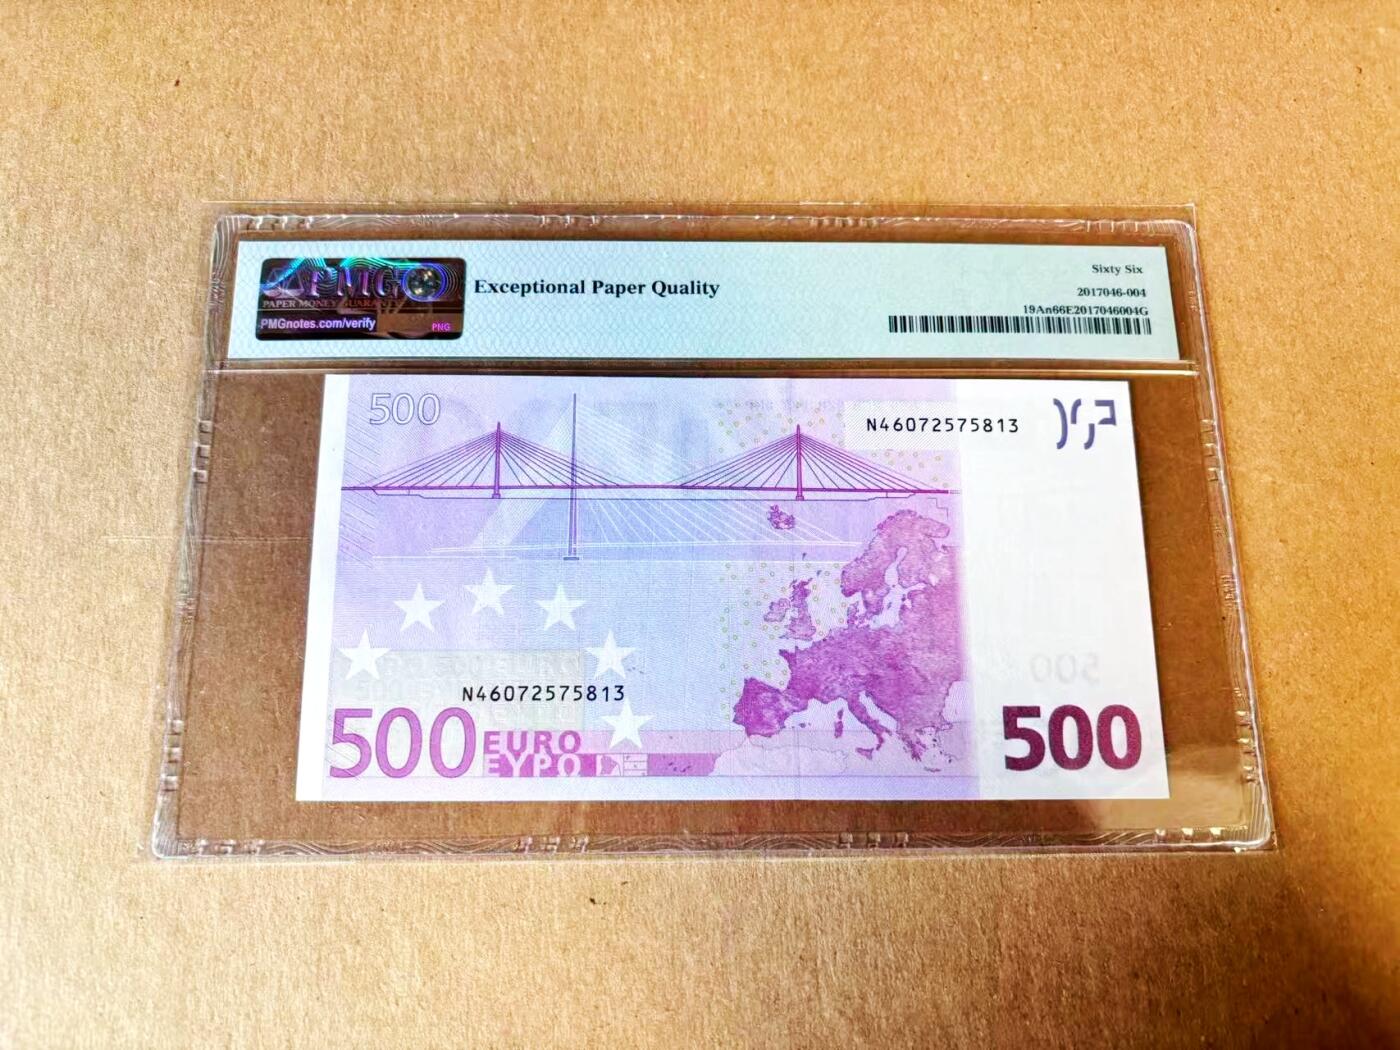 PMG
PAPER MONEY GUARANTY
PMGnotes.com/verify
PNG
Exceptional Paper Quality
Sixty Six
2017046-004
19An66E2017046004G
500
N46072575813
N46072575813
500 EURO
ΕΥΡΩ
500
500